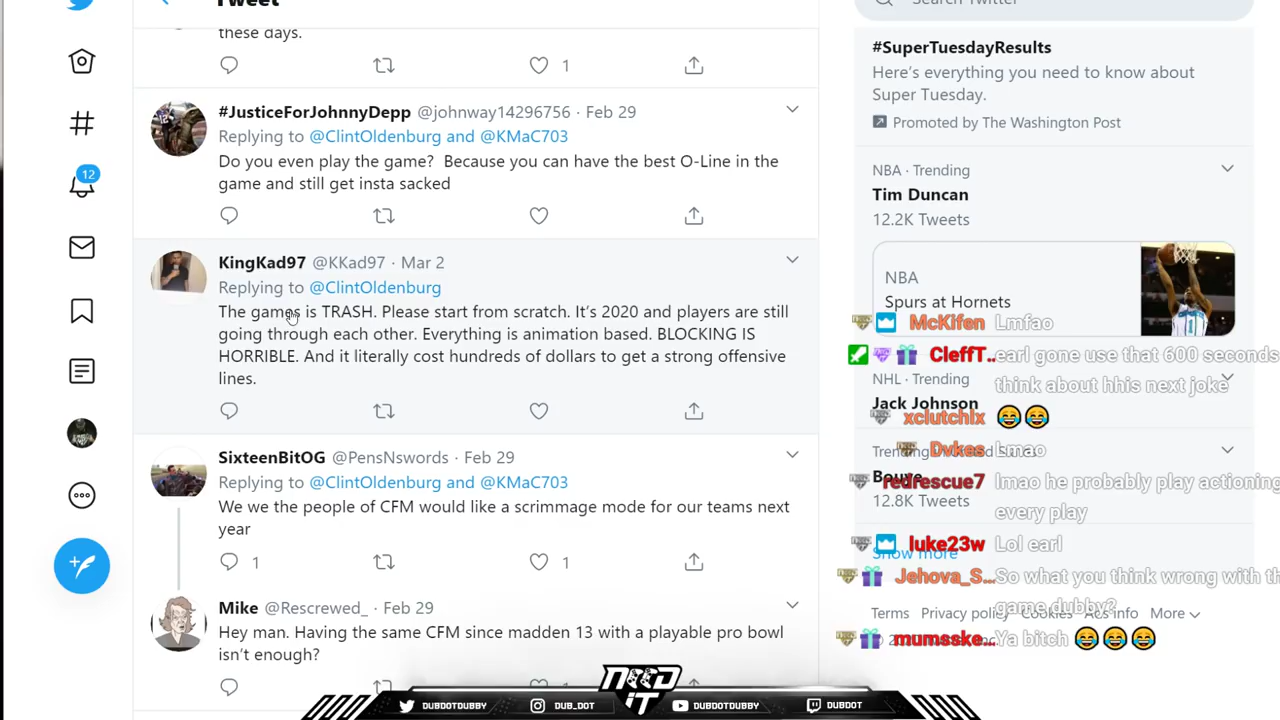 Tweet
Search Twitter
these days.
1
#JusticeForJohnnyDepp @johnway14296756 · Feb 29
Replying to @ClintOldenburg and @KMaC703
Do you even play the game? Because you can have the best O-Line in the
game and still get insta sacked
12
KingKad97 @KKad97 · Mar 2
Replying to @ClintOldenburg
The games is TRASH. Please start from scratch. It's 2020 and players are still
going through each other. Everything is animation based. BLOCKING IS
HORRIBLE. And it literally cost hundreds of dollars to get a strong offensive
lines.
SixteenBitOG @PensNswords · Feb 29
Replying to @ClintOldenburg and @KMaC703
We we the people of CFM would like a scrimmage mode for our teams next
year
1 1
Mike @Rescrewed_ · Feb 29
Hey man. Having the same CFM since madden 13 with a playable pro bowl
isn't enough?
#SuperTuesdayResults
Here's everything you need to know about
Super Tuesday.
Promoted by The Washington Post
NBA · Trending
Tim Duncan
12.2K Tweets
NBA
Spurs at Hornets
NHL · Trending
Jack Johnson
12.8K Tweets
Show more
Terms Privacy policy Cookies Ads info More
McKifen Lmfao
CleffT.. earl gone use that 600 seconds
think about hhis next joke
xclutchlx 😂😂
Dvkes Lmao
redrescue7 lmao he probably play actioning
every play
luke23w Lol earl
Jehova_S... So what you think wrong with th
game dubby?
mumsske... Ya bitch 😂😂😂
NEED
iT
DUBDOTDUBBY DUB_DOT DUBDOTDUBBY DUBDOT